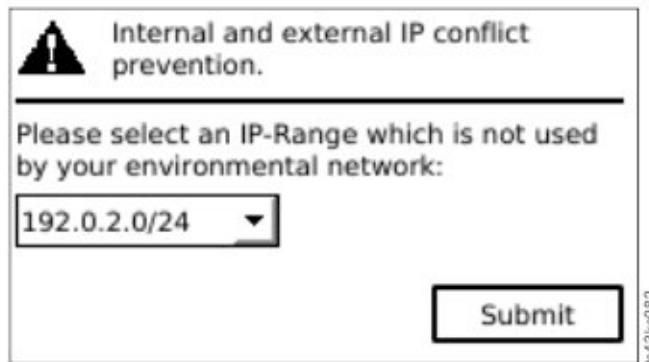 Internal and external IP conflict
prevention.
Please select an IP-Range which is not used
by your environmental network:
192.0.2.0/24
Submit